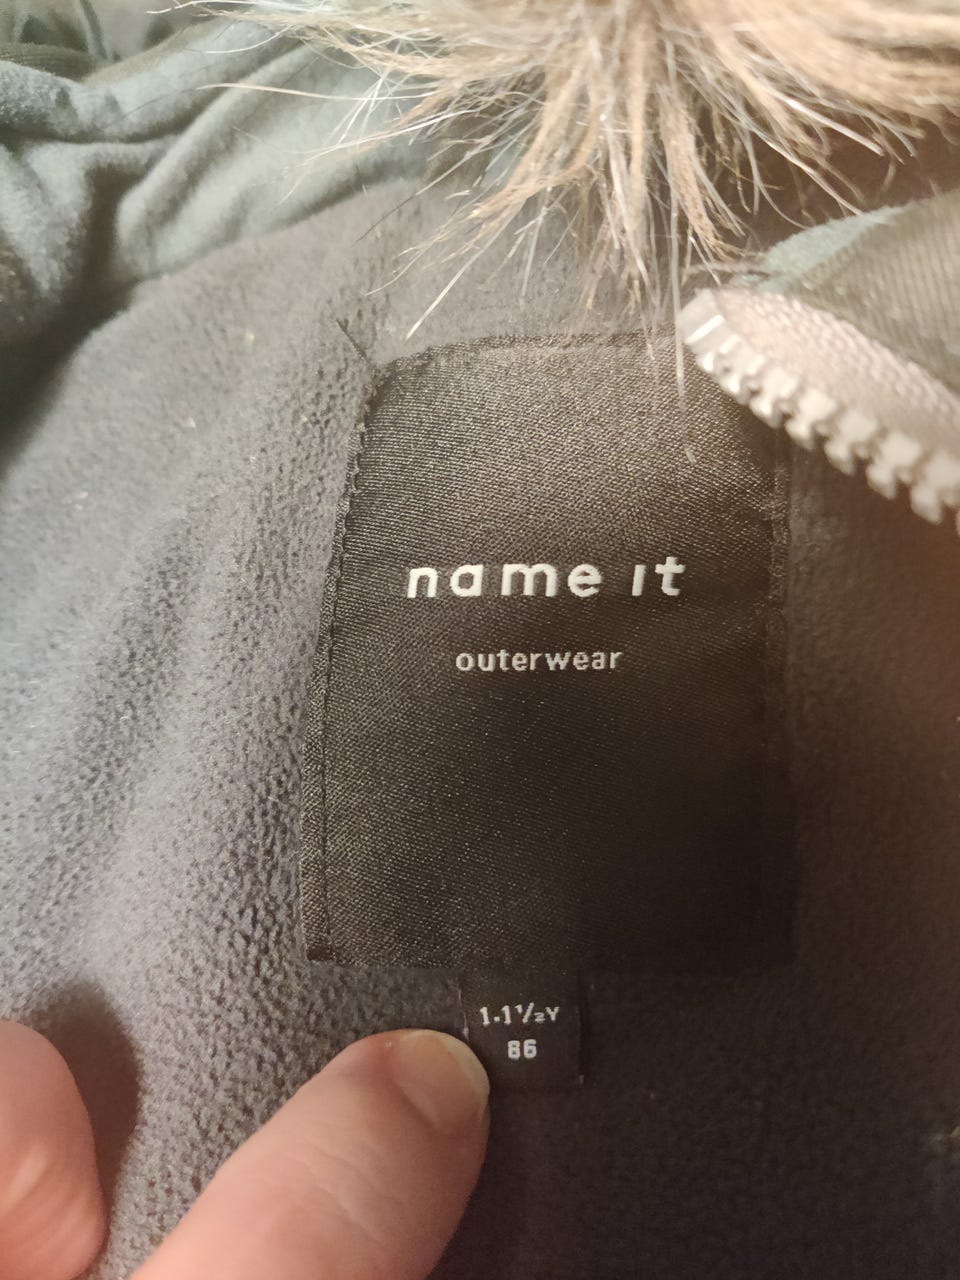 name it
outerwear
1-1½Y
86